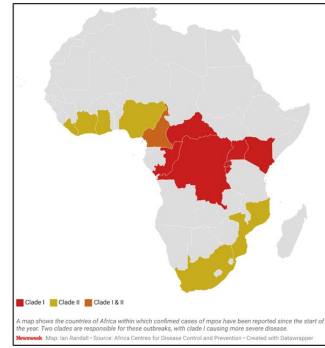 Clade I Clade II Clade I & II
A map shows the countries of Africa within which confirmed cases of mpox have been reported since the start of
the year. Two clades are responsible for these outbreaks, with clade I causing more severe disease.
Newsweek Map: Ian Randall · Source: Africa Centres for Disease Control and Prevention · Created with Datawrapper